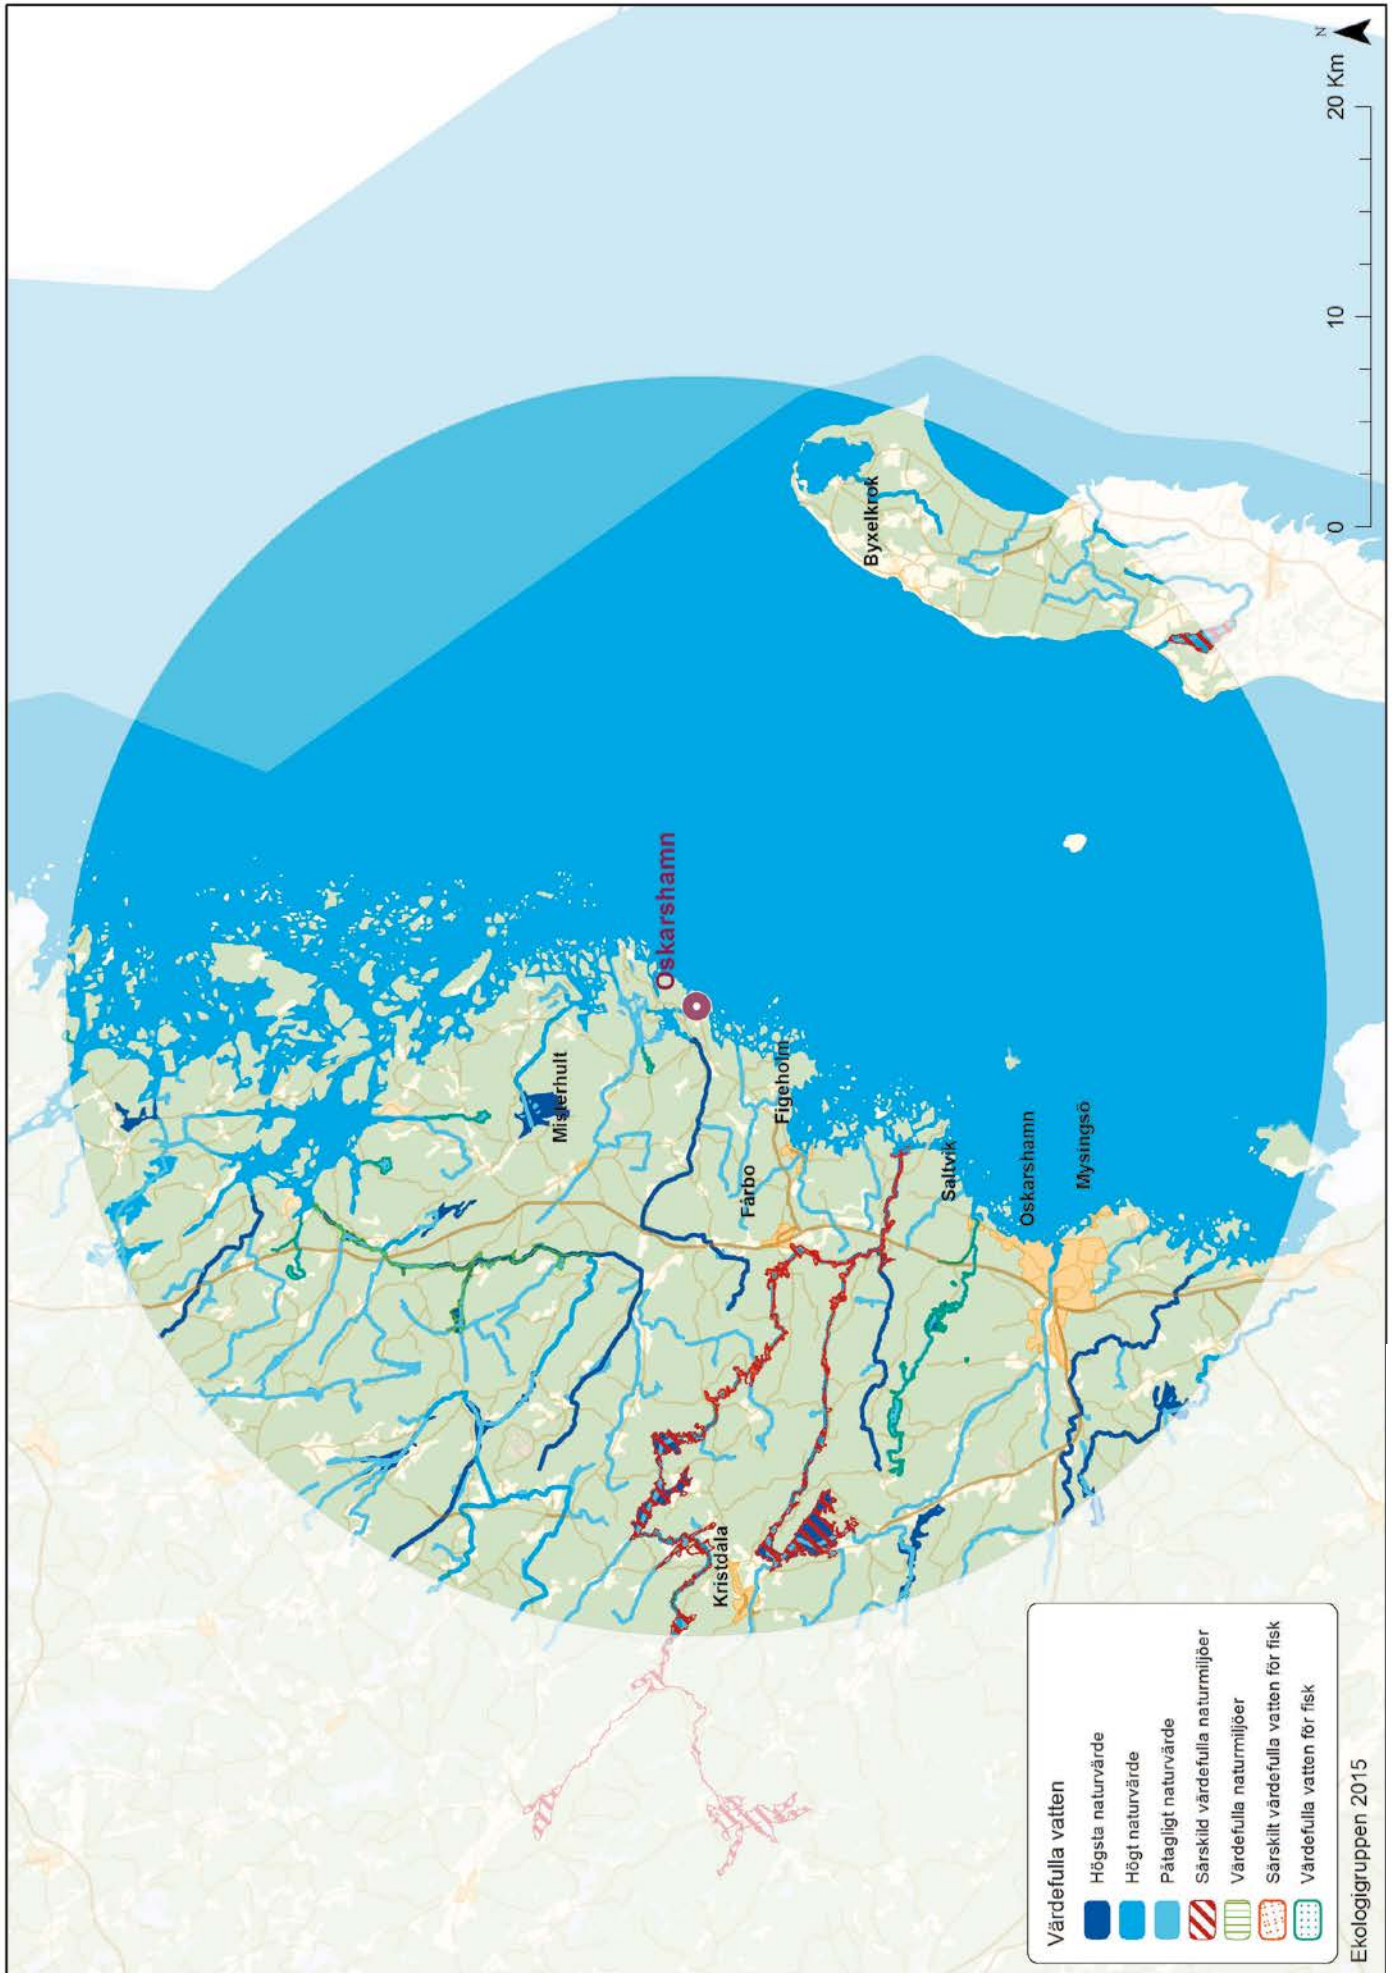 Misterhult
Oskarshamn
Figeholm
Fårbo
Kristdala
Saltvik
Oskarshamn
Mysingsö
Byxelkrok
Värdefulla vatten
Högsta naturvärde
Högt naturvärde
Påtagligt naturvärde
Särskild värdefulla naturmiljöer
Värdefulla naturmiljöer
Särskilt värdefulla vatten för fisk
Värdefulla vatten för fisk
Ekologigruppen 2015
0 10 20 Km
N